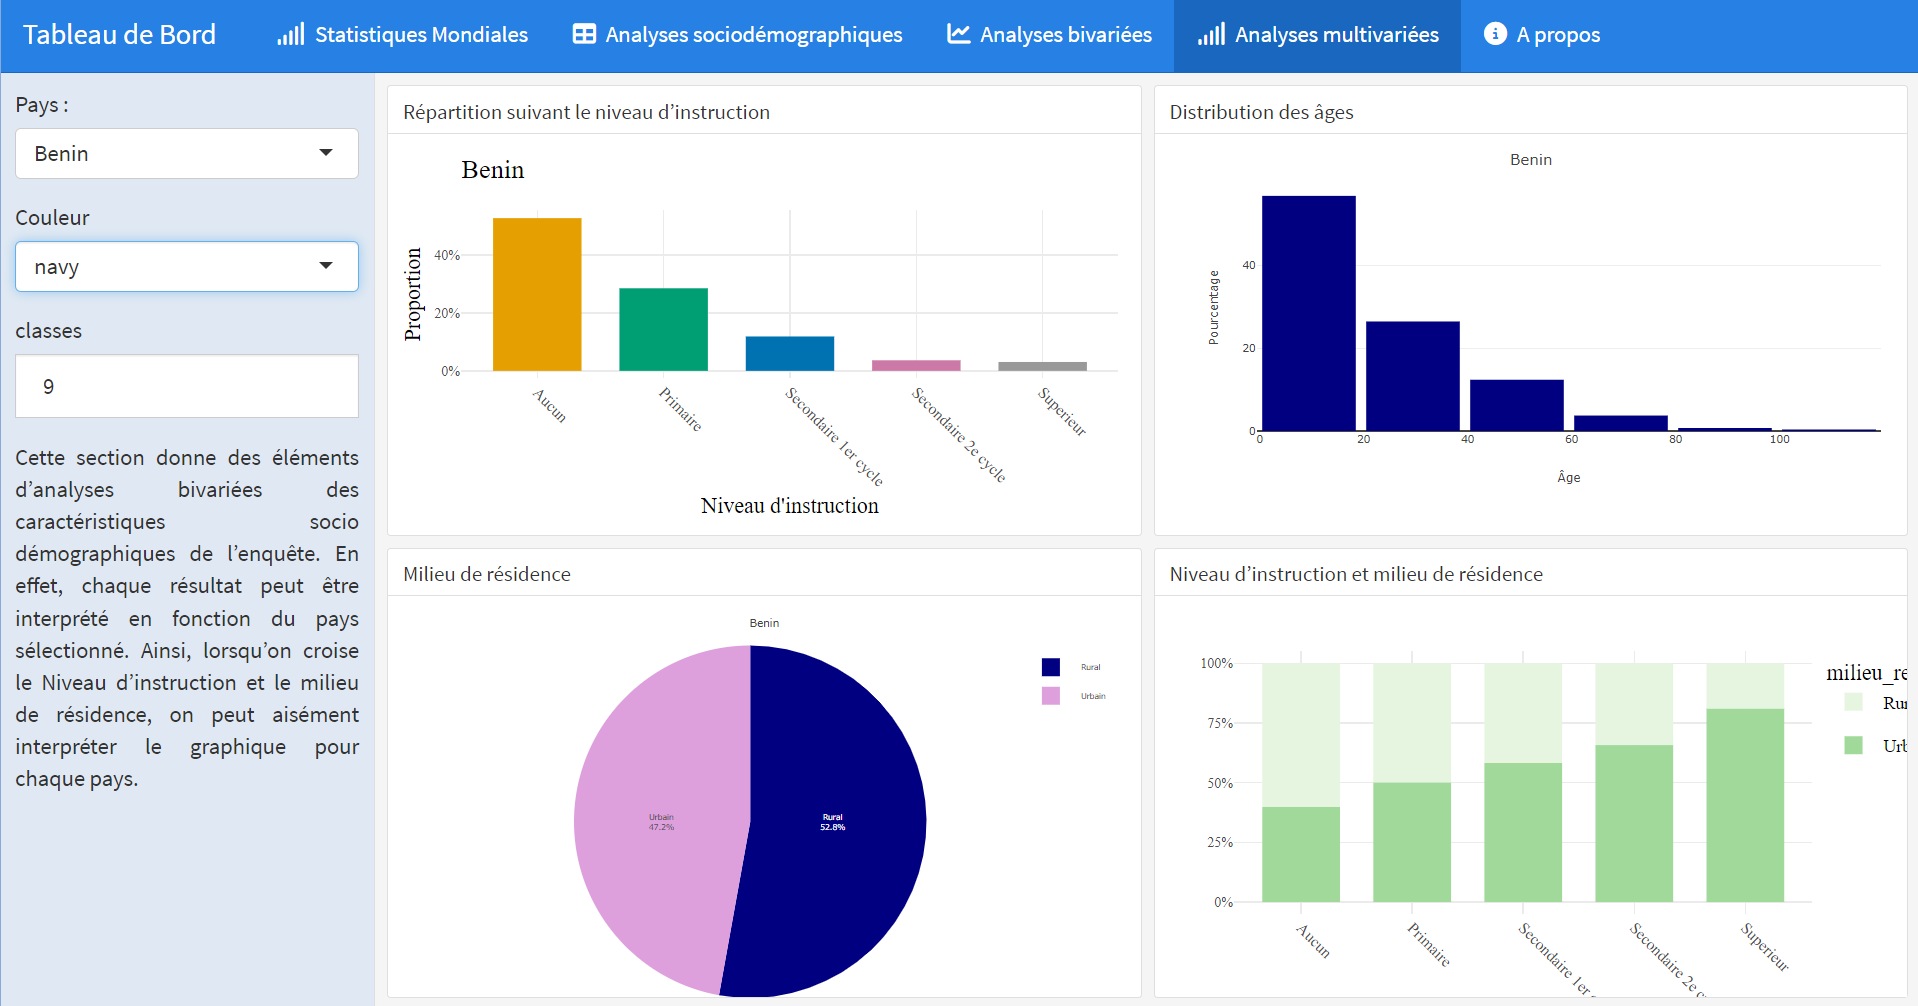 Tableau de Bord
Statistiques Mondiales
Analyses sociodémographiques
Analyses bivariées
Analyses multivariées
A propos
Pays :
Benin
Couleur
navy
classes
9
Cette section donne des éléments
d’analyses bivariées des
caractéristiques socio
démographiques de l’enquête. En
effet, chaque résultat peut être
interprété en fonction du pays
sélectionné. Ainsi, lorsqu’on croise
le Niveau d’instruction et le milieu
de résidence, on peut aisément
interpréter le graphique pour
chaque pays.
Répartition suivant le niveau d’instruction
Benin
Proportion
40%
20%
0%
Aucun
Primaire
Secondaire 1er cycle
Secondaire 2e cycle
Superieur
Niveau d'instruction
Distribution des âges
Benin
Pourcentage
40
20
0
0 20 40 60 80 100
Âge
Milieu de résidence
Benin
Rural
Urbain
Urbain
47.2%
Rural
52.8%
Niveau d’instruction et milieu de résidence
100%
75%
50%
25%
0%
milieu_re
Rur
Urb
Aucun
Primaire
Secondaire 1er
Secondaire 2e c
Superieur